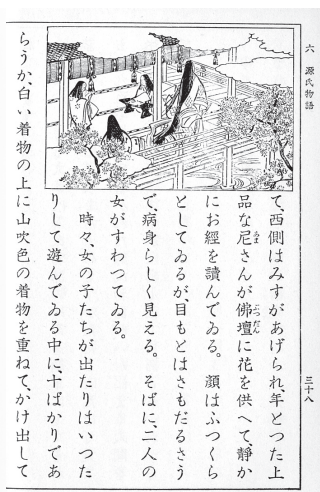 六 源氏物語
三十八
て、西側はみすがあげられ、年とつた上
品な尼さんが佛壇に花を供へて、靜か
にお經を讀んでゐる。顏はふつくら
としてゐるが、目もとはさもだるさう
で、病身らしく見える。そばに、二人の
女がすわつてゐる。
時々、女の子たちが出たりはいつた
りして遊んでゐる中に、十ばかりであ
らうか、白い着物の上に山吹色の着物を重ねて、かけ出して